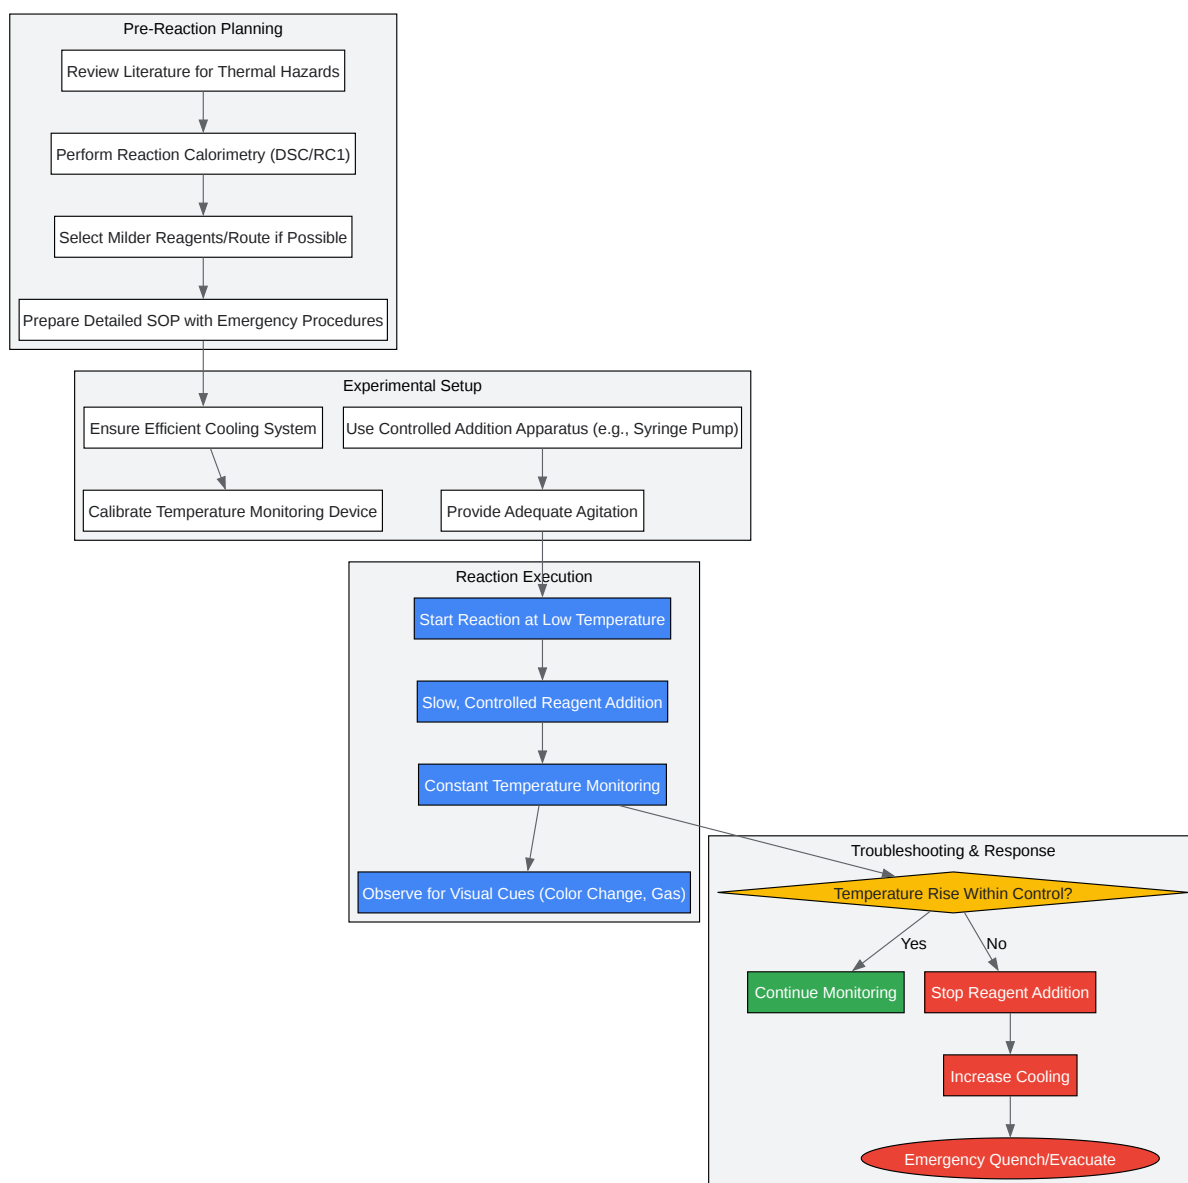 Pre-Reaction Planning
Review Literature for Thermal Hazards
Perform Reaction Calorimetry (DSC/RC1)
Select Milder Reagents/Route if Possible
Prepare Detailed SOP with Emergency Procedures
Experimental Setup
Ensure Efficient Cooling System
Use Controlled Addition Apparatus (e.g., Syringe Pump)
Calibrate Temperature Monitoring Device
Provide Adequate Agitation
Reaction Execution
Start Reaction at Low Temperature
Slow, Controlled Reagent Addition
Constant Temperature Monitoring
Observe for Visual Cues (Color Change, Gas)
Troubleshooting & Response
Temperature Rise Within Control?
Yes
No
Continue Monitoring
Stop Reagent Addition
Increase Cooling
Emergency Quench/Evacuate